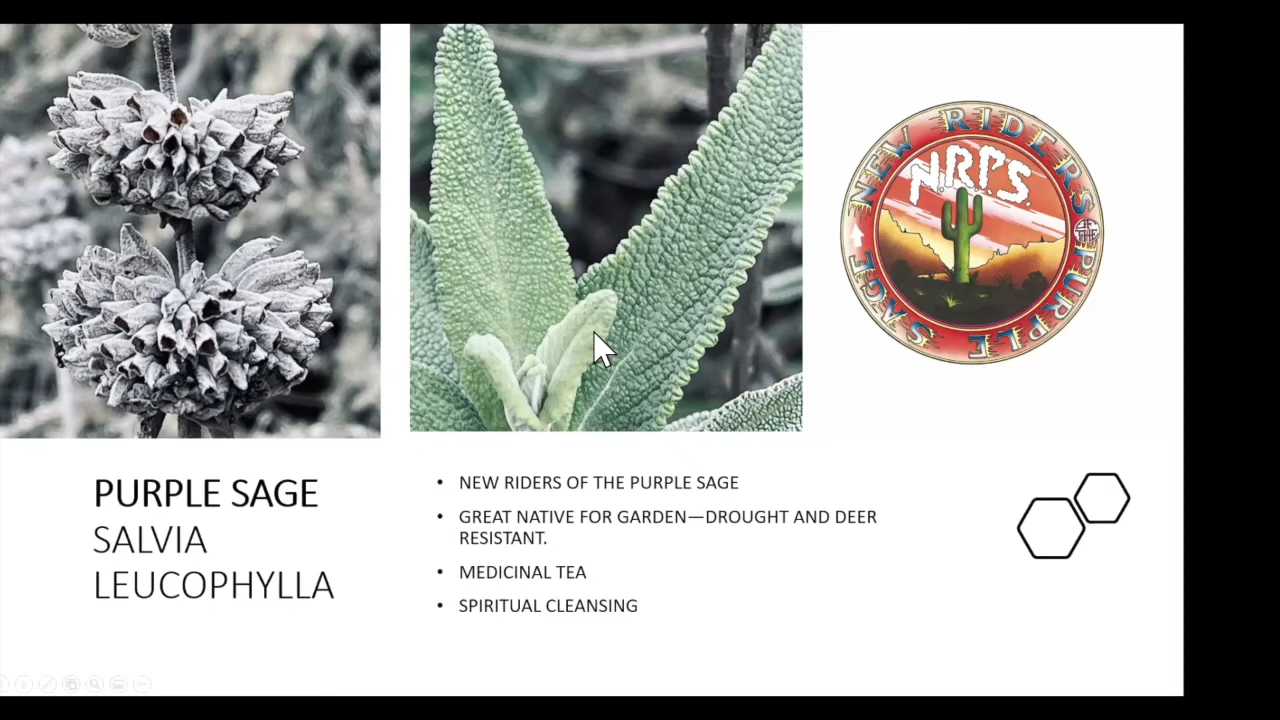 NEW RIDERS OF THE PURPLE SAGE
N.R.P.S.
PURPLE SAGE
SALVIA
LEUCOPHYLLA
• NEW RIDERS OF THE PURPLE SAGE
• GREAT NATIVE FOR GARDEN—DROUGHT AND DEER
RESISTANT.
• MEDICINAL TEA
• SPIRITUAL CLEANSING